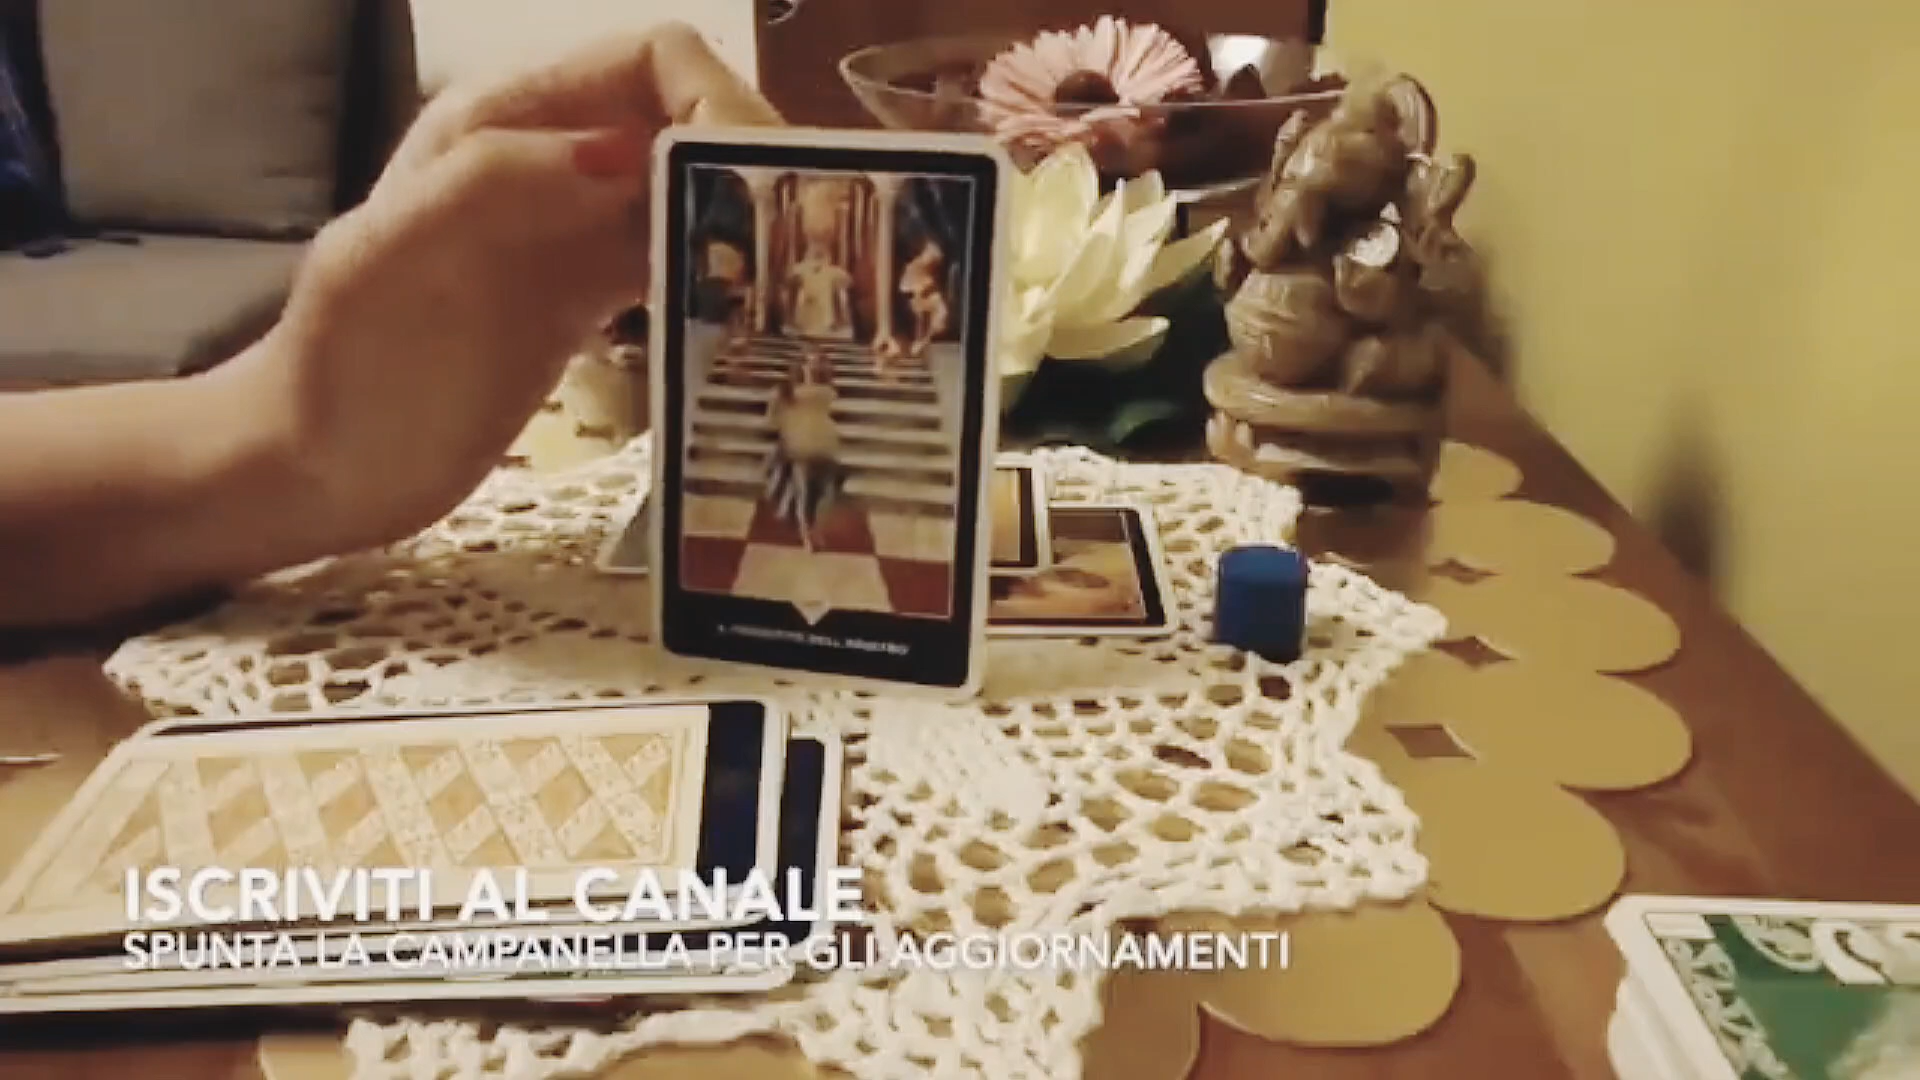 ISCRIVITI AL CANALE
SPUNTA LA CAMPANELLA PER GLI AGGIORNAMENTI